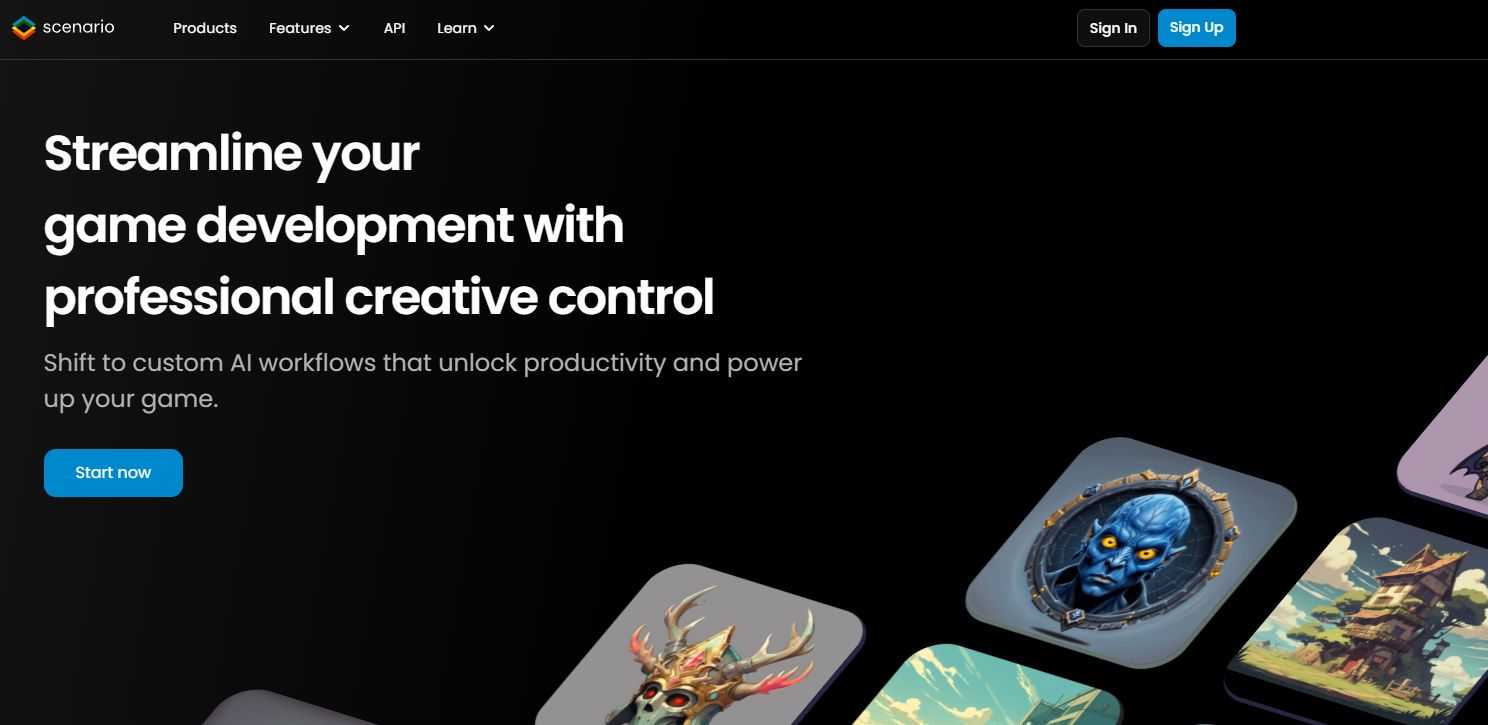 scenario
Products
Features
API
Learn
Sign In
Sign Up
Streamline your
game development with
professional creative control
Shift to custom AI workflows that unlock productivity and power
up your game.
Start now